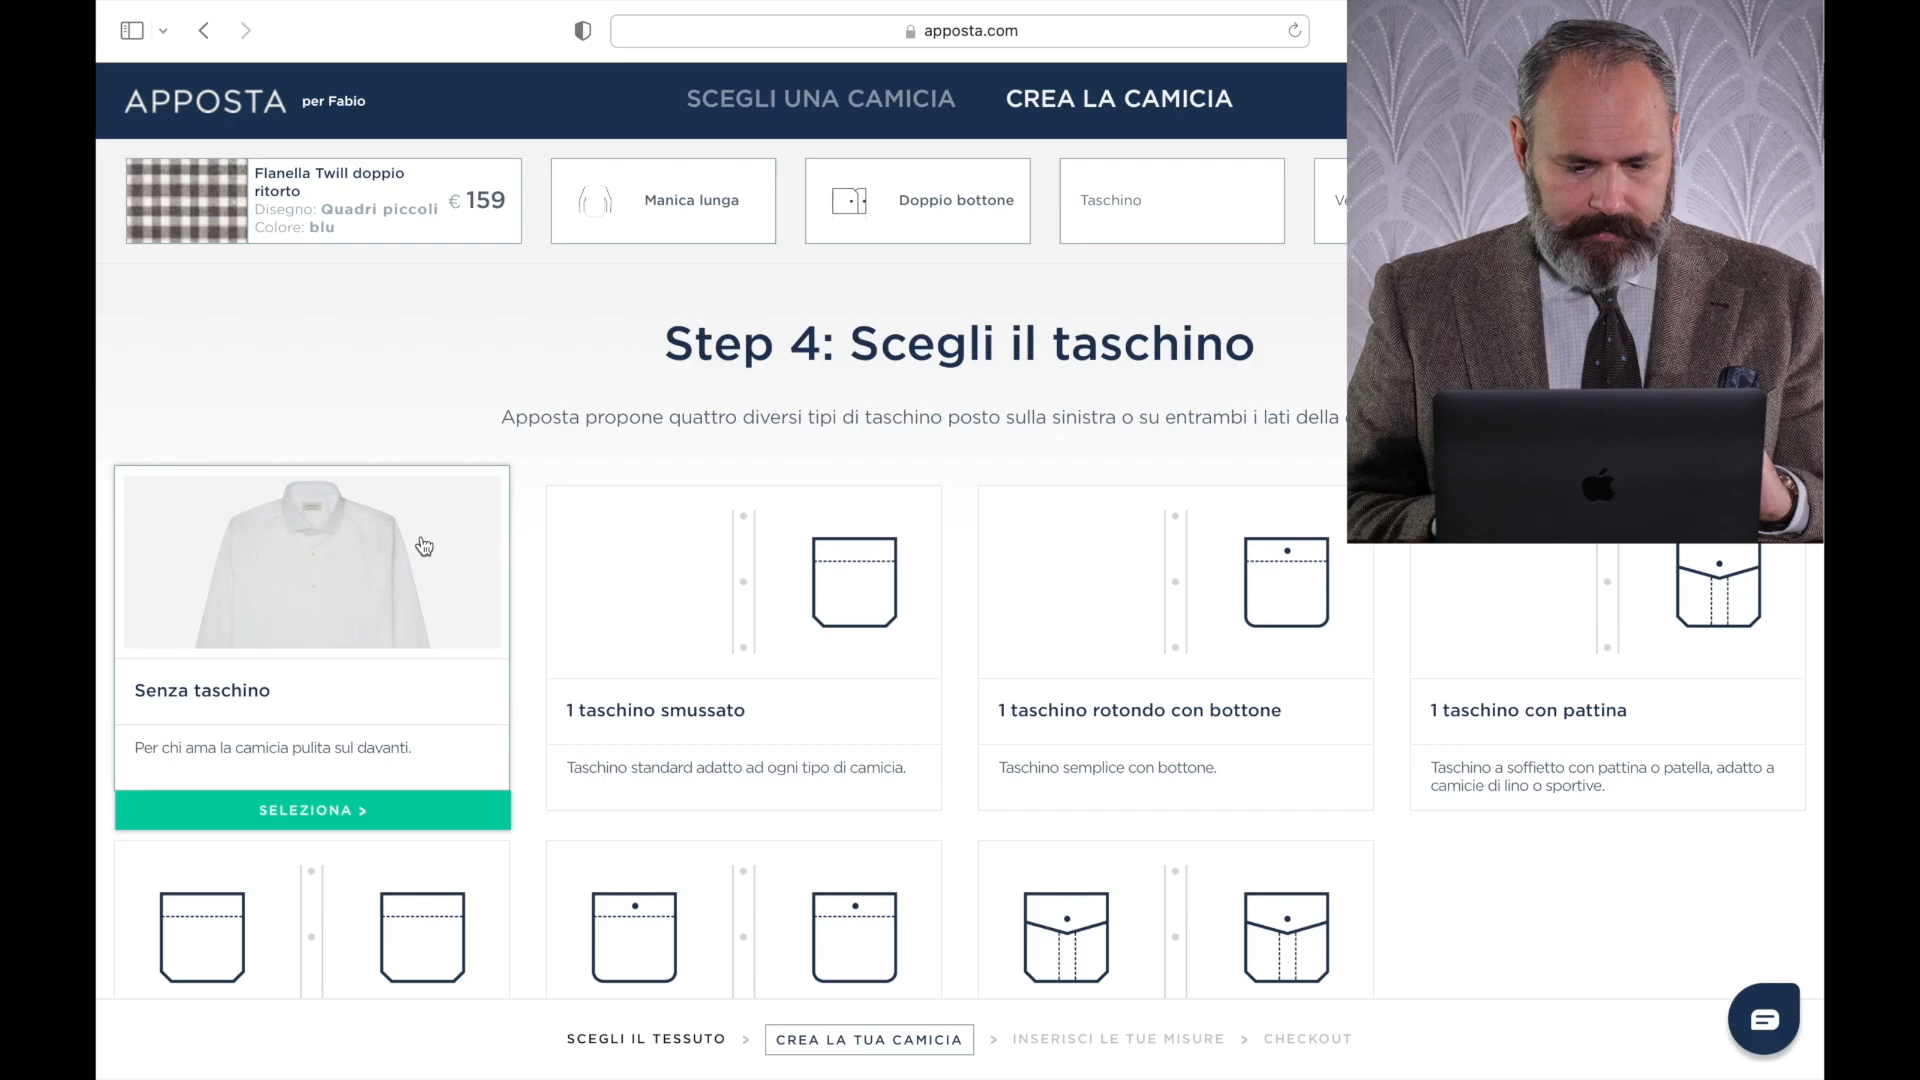 apposta.com
APPOSTA per Fabio
SCEGLI UNA CAMICIA
CREA LA CAMICIA
Flanella Twill doppio
ritorto
Disegno: Quadri piccoli
Colore: blu
€ 159
Manica lunga
Doppio bottone
Taschino
Step 4: Scegli il taschino
Apposta propone quattro diversi tipi di taschino posto sulla sinistra o su entrambi i lati della
Senza taschino
Per chi ama la camicia pulita sul davanti.
SELEZIONA >
1 taschino smussato
Taschino standard adatto ad ogni tipo di camicia.
1 taschino rotondo con bottone
Taschino semplice con bottone.
1 taschino con pattina
Taschino a soffietto con pattina o patella, adatto a
camicie di lino o sportive.
SCEGLI IL TESSUTO > CREA LA TUA CAMICIA > INSERISCI LE TUE MISURE > CHECKOUT